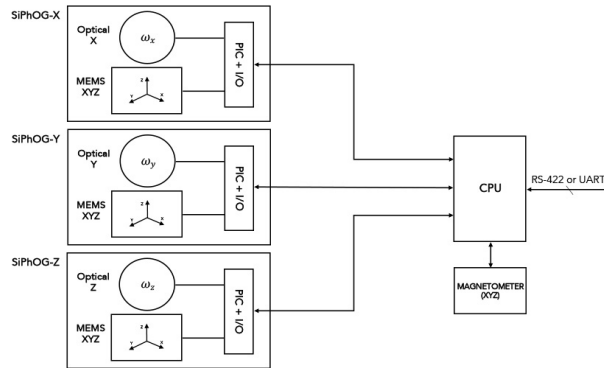 SiPhOG-X
Optical
X
ωx
MEMS
XYZ
Z
Y
X
PIC + I/O
SiPhOG-Y
Optical
Y
ωy
MEMS
XYZ
Z
Y
X
PIC + I/O
SiPhOG-Z
Optical
Z
ωz
MEMS
XYZ
Z
Y
X
PIC + I/O
CPU
RS-422 or UART
MAGNETOMETER
(XYZ)